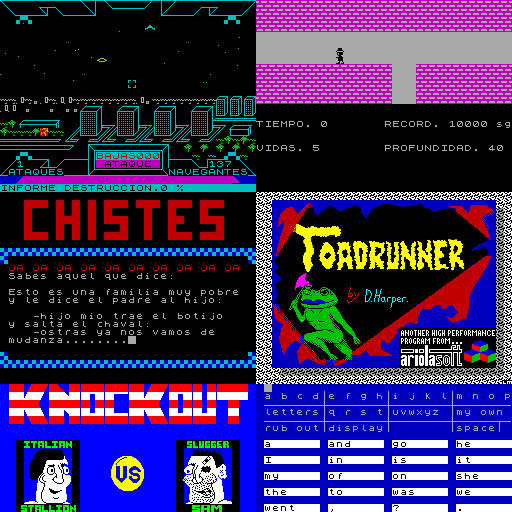 BAJAS000
ATAQUE
1
137
ATAQUES
NAVEGANTES
INFORME DESTRUCCION.0 %
TIEMPO. 0
RECORD. 10000 sg
VIDAS. 5
PROFUNDIDAD. 40
CHISTES
JA JA JA JA JA JA JA JA JA JA
Sabes aquel que dice:
Esto es una familia muy pobre
y le dice el padre al hijo:
-hijo mio trae el botijo
y salta el chaval:
-ostras ya nos vamos de
mudanza........
TOADRUNNER
by D.Harper.
ANOTHER HIGH PERFORMANCE
PROGRAM FROM...
ariolasoft
KNOCKOUT
ITALIAN
STALLION
VS
SLUGGER
SAM
a b c d e f g h i j k l m n o p
letters q r s t uvwxyz my own
rub out display space
a and go he
I in is it
my of on she
the to was we
went , ? .